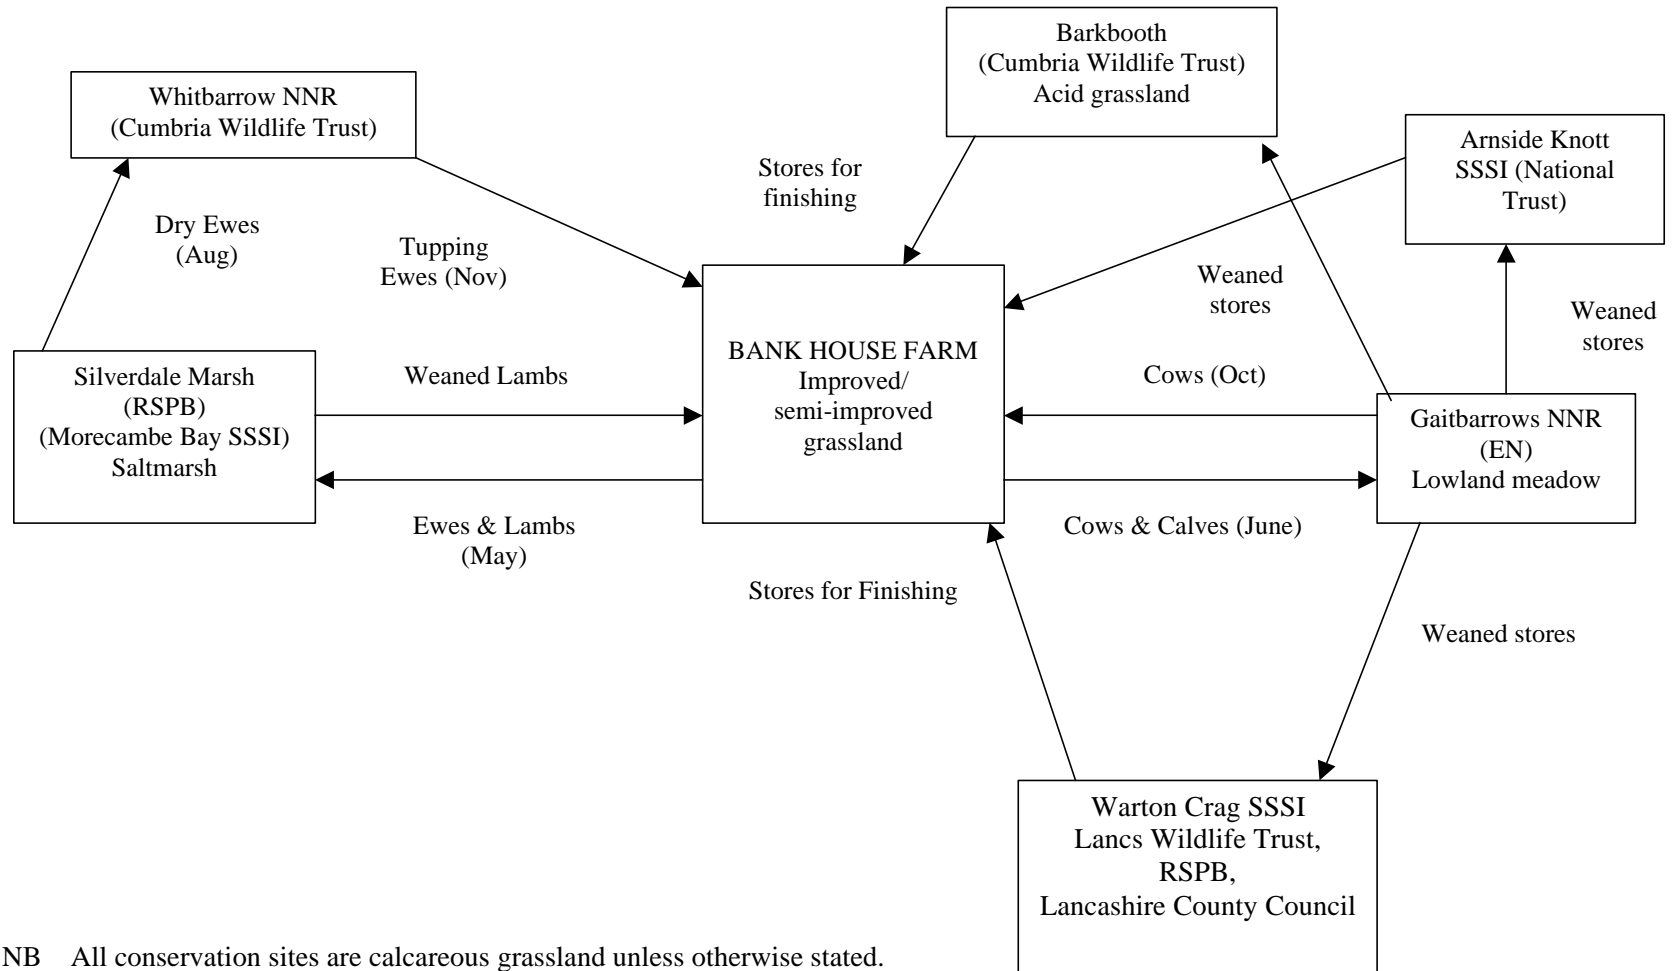 Barkbooth
(Cumbria Wildlife Trust)
Acid grassland
Whitbarrow NNR
(Cumbria Wildlife Trust)
Arnside Knott
SSSI (National
Trust)
Stores for
finishing
Dry Ewes
(Aug)
Tupping
Ewes (Nov)
Weaned
stores
Weaned
stores
Silverdale Marsh
(RSPB)
(Morecambe Bay SSSI)
Saltmarsh
Weaned Lambs
BANK HOUSE FARM
Improved/
semi-improved
grassland
Cows (Oct)
Gaitbarrows NNR
(EN)
Lowland meadow
Ewes & Lambs
(May)
Cows & Calves (June)
Stores for Finishing
Weaned stores
Warton Crag SSSI
Lancs Wildlife Trust,
RSPB,
Lancashire County Council
NB All conservation sites are calcareous grassland unless otherwise stated.